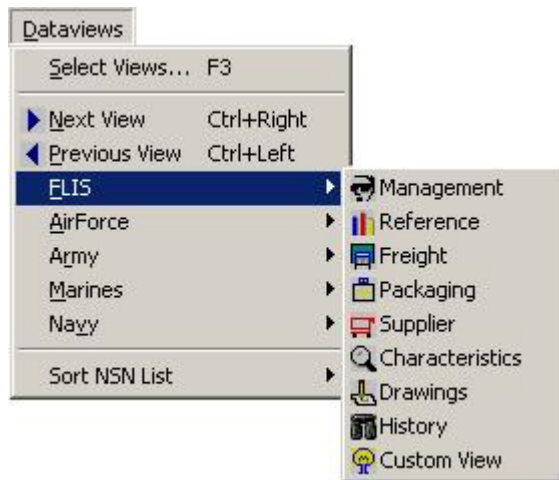 Dataviews
Select Views... F3
Next View Ctrl+Right
Previous View Ctrl+Left
FLIS
AirForce
Army
Marines
Navy
Sort NSN List
Management
Reference
Freight
Packaging
Supplier
Characteristics
Drawings
History
Custom View